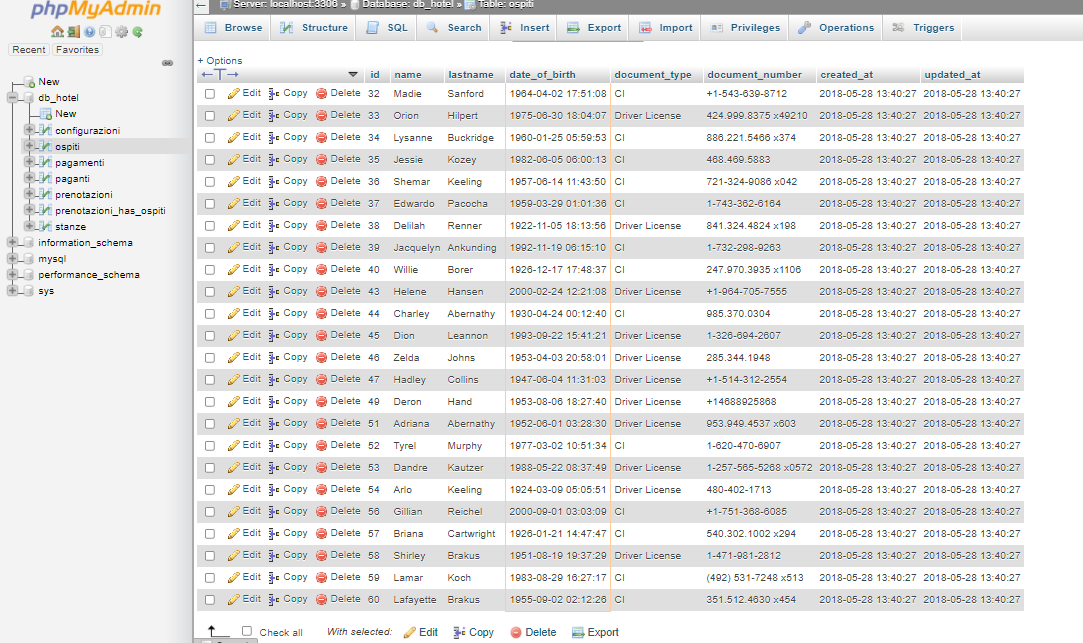 phpMyAdmin
Recent Favorites
New
db_hotel
New
configurazioni
ospiti
pagamenti
paganti
prenotazioni
prenotazioni_has_ospiti
stanze
information_schema
mysql
performance_schema
sys
Server: localhost:3306 » Database: db_hotel » Table: ospiti
Browse Structure SQL Search Insert Export Import Privileges Operations Triggers
+ Options
id name lastname date_of_birth document_type document_number created_at updated_at
Edit Copy Delete 32 Madie Sanford 1964-04-02 17:51:08 CI +1-543-639-8712 2018-05-28 13:40:27 2018-05-28 13:40:27
Edit Copy Delete 33 Orion Hilpert 1975-06-30 18:04:07 Driver License 424.999.8375 x49210 2018-05-28 13:40:27 2018-05-28 13:40:27
Edit Copy Delete 34 Lysanne Buckridge 1960-01-25 05:59:53 CI 886.221.5466 x374 2018-05-28 13:40:27 2018-05-28 13:40:27
Edit Copy Delete 35 Jessie Kozey 1982-06-05 06:00:13 CI 468.469.5883 2018-05-28 13:40:27 2018-05-28 13:40:27
Edit Copy Delete 36 Shemar Keeling 1957-06-14 11:43:50 CI 721-324-9086 x042 2018-05-28 13:40:27 2018-05-28 13:40:27
Edit Copy Delete 37 Edwardo Pacocha 1959-03-29 01:01:36 CI 1-743-362-6164 2018-05-28 13:40:27 2018-05-28 13:40:27
Edit Copy Delete 38 Delilah Renner 1922-11-05 18:13:56 Driver License 841.324.4824 x198 2018-05-28 13:40:27 2018-05-28 13:40:27
Edit Copy Delete 39 Jacquelyn Ankunding 1992-11-19 06:15:10 CI 1-732-298-9263 2018-05-28 13:40:27 2018-05-28 13:40:27
Edit Copy Delete 40 Willie Borer 1926-12-17 17:48:37 CI 247.970.3935 x1106 2018-05-28 13:40:27 2018-05-28 13:40:27
Edit Copy Delete 43 Helene Hansen 2000-02-24 12:21:08 Driver License +1-964-705-7555 2018-05-28 13:40:27 2018-05-28 13:40:27
Edit Copy Delete 44 Charley Abernathy 1930-04-24 00:12:40 CI 985.370.0304 2018-05-28 13:40:27 2018-05-28 13:40:27
Edit Copy Delete 45 Dion Leannon 1993-09-22 15:41:21 Driver License 1-326-694-2607 2018-05-28 13:40:27 2018-05-28 13:40:27
Edit Copy Delete 46 Zelda Johns 1953-04-03 20:58:01 CI 285.344.1948 2018-05-28 13:40:27 2018-05-28 13:40:27
Edit Copy Delete 47 Hadley Collins 1947-06-04 11:31:03 Driver License +1-514-312-2554 2018-05-28 13:40:27 2018-05-28 13:40:27
Edit Copy Delete 49 Deron Hand 1953-08-06 18:27:40 Driver License +14688925868 2018-05-28 13:40:27 2018-05-28 13:40:27
Edit Copy Delete 51 Adriana Abernathy 1952-06-01 03:28:30 Driver License 953.949.4537 x603 2018-05-28 13:40:27 2018-05-28 13:40:27
Edit Copy Delete 52 Tyrel Murphy 1977-03-02 10:51:34 CI 1-620-470-6907 2018-05-28 13:40:27 2018-05-28 13:40:27
Edit Copy Delete 53 Dandre Kautzer 1988-05-22 08:37:49 Driver License 1-257-565-5268 x0572 2018-05-28 13:40:27 2018-05-28 13:40:27
Edit Copy Delete 54 Arlo Keeling 1924-03-09 05:05:51 Driver License 480-402-1713 2018-05-28 13:40:27 2018-05-28 13:40:27
Edit Copy Delete 56 Gillian Reichel 2000-09-01 03:03:09 CI +1-751-368-6085 2018-05-28 13:40:27 2018-05-28 13:40:27
Edit Copy Delete 57 Briana Cartwright 1926-01-21 14:47:47 CI 540.302.1002 x294 2018-05-28 13:40:27 2018-05-28 13:40:27
Edit Copy Delete 58 Shirley Brakus 1951-08-19 19:37:29 Driver License 1-471-981-2812 2018-05-28 13:40:27 2018-05-28 13:40:27
Edit Copy Delete 59 Lamar Koch 1983-08-29 16:27:17 CI (492) 531-7248 x513 2018-05-28 13:40:27 2018-05-28 13:40:27
Edit Copy Delete 60 Lafayette Brakus 1955-09-02 02:12:26 CI 351.512.4630 x454 2018-05-28 13:40:27 2018-05-28 13:40:27
Check all With selected: Edit Copy Delete Export